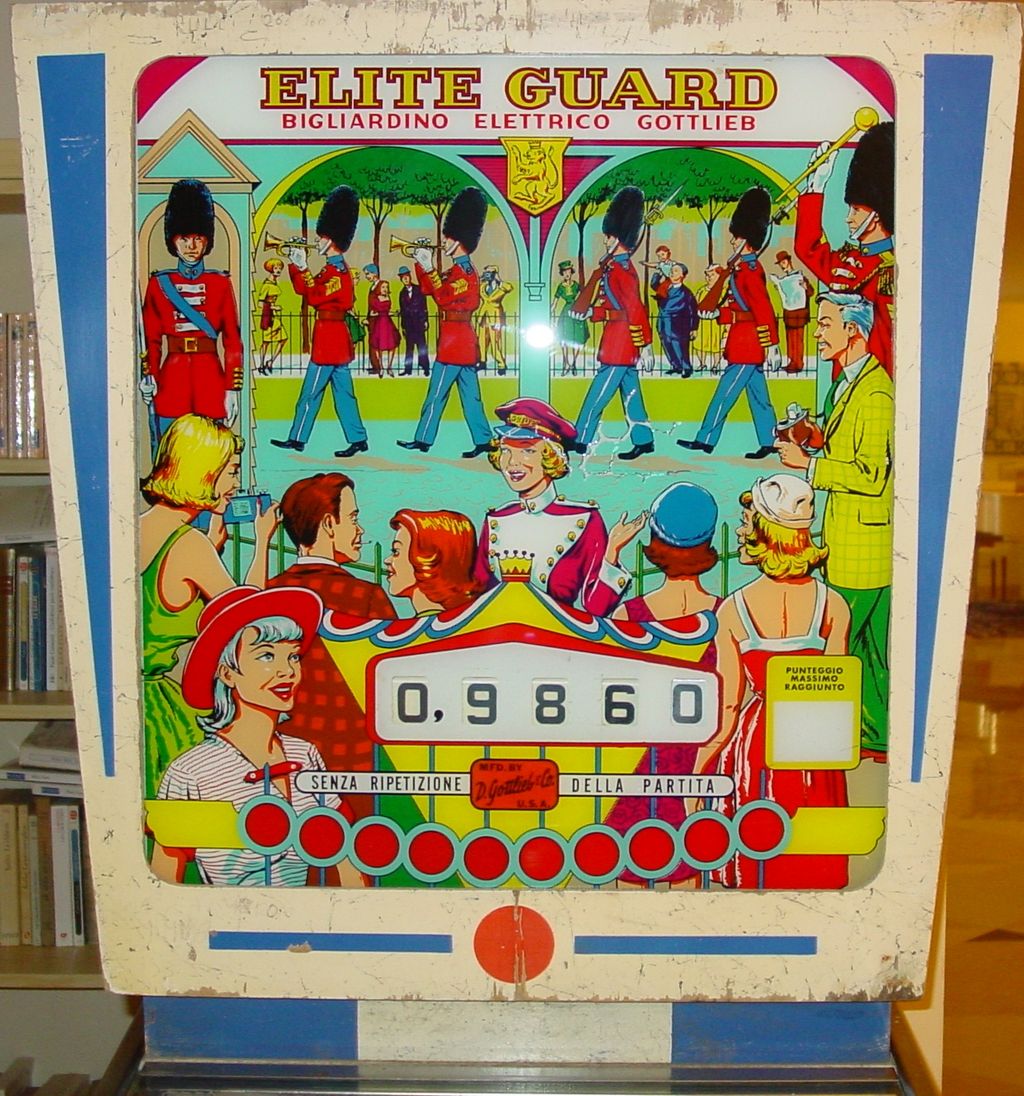 ELITE GUARD
BIGLIARDINO ELETTRICO GOTTLIEB
PUNTEGGIO
MASSIMO
RAGGIUNTO
0,9860
SENZA RIPETIZIONE
MFD. BY
D. Gottlieb & Co.
U.S.A.
DELLA PARTITA